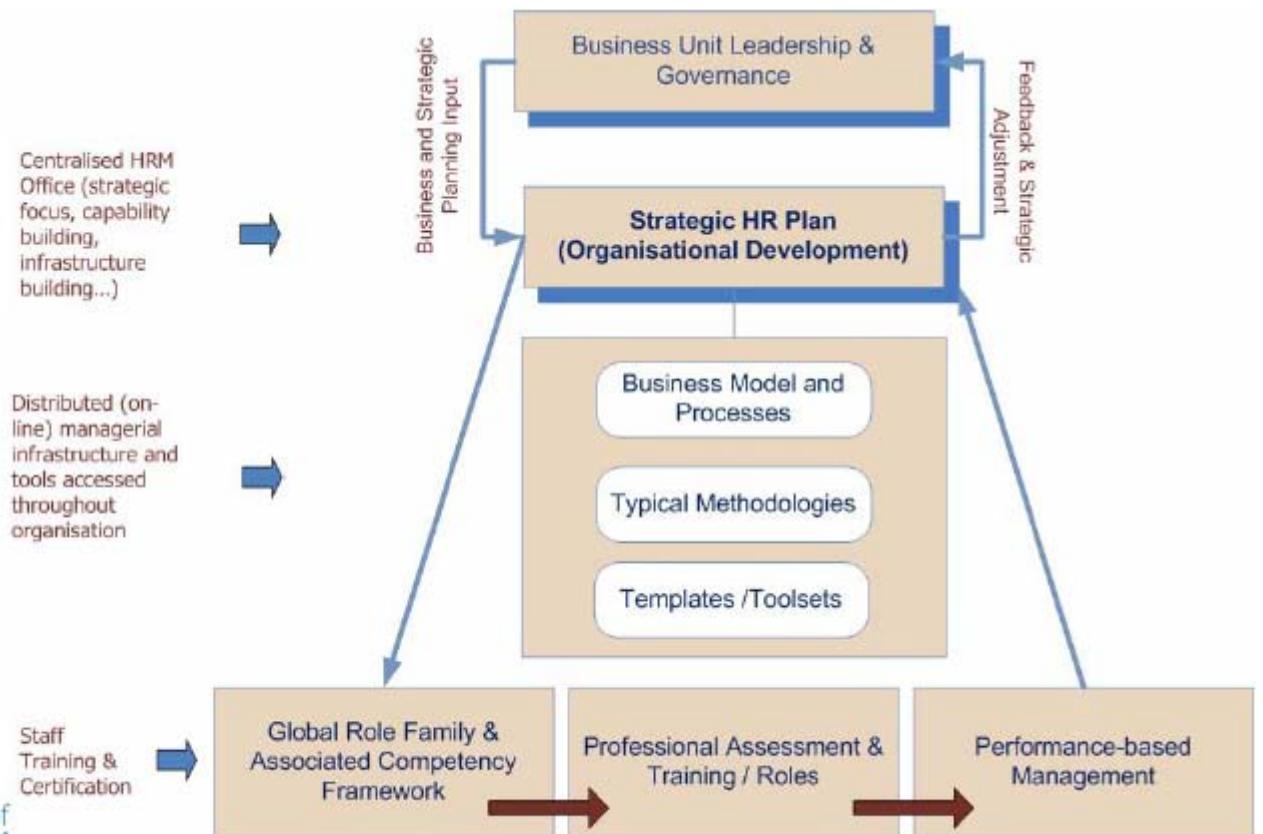 Business Unit Leadership &
Governance
Business and Strategic
Planning Input
Feedback & Strategic
Adjustment
Centralised HRM
Office (strategic
focus, capability
building,
infrastructure
building...)
Strategic HR Plan
(Organisational Development)
Distributed (on-
line) managerial
infrastructure and
tools accessed
throughout
organisation
Business Model and
Processes
Typical Methodologies
Templates /Toolsets
Staff
Training &
Certification
Global Role Family &
Associated Competency
Framework
Professional Assessment &
Training / Roles
Performance-based
Management
f